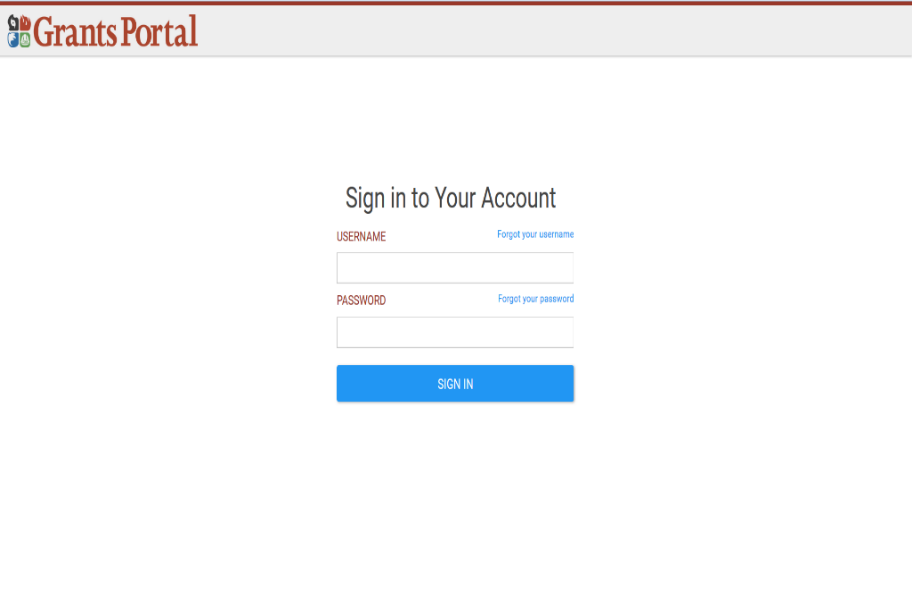 Grants Portal
Sign in to Your Account
USERNAME Forgot your username
PASSWORD Forgot your password
SIGN IN